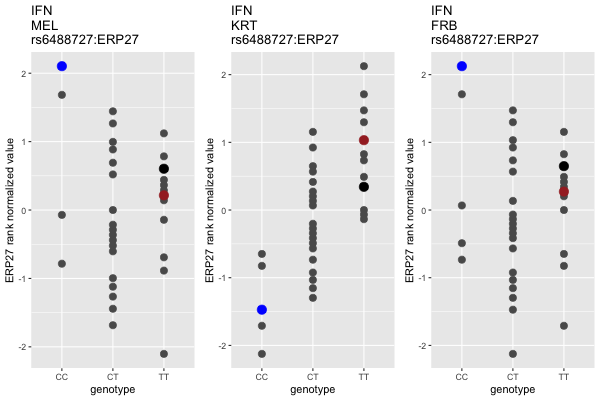 IFN
MEL
rs6488727:ERP27
ERP27 rank normalized value
2
1
0
-1
-2
CC CT TT
genotype
IFN
KRT
rs6488727:ERP27
ERP27 rank normalized value
2
1
0
-1
-2
CC CT TT
genotype
IFN
FRB
rs6488727:ERP27
ERP27 rank normalized value
2
1
0
-1
-2
CC CT TT
genotype